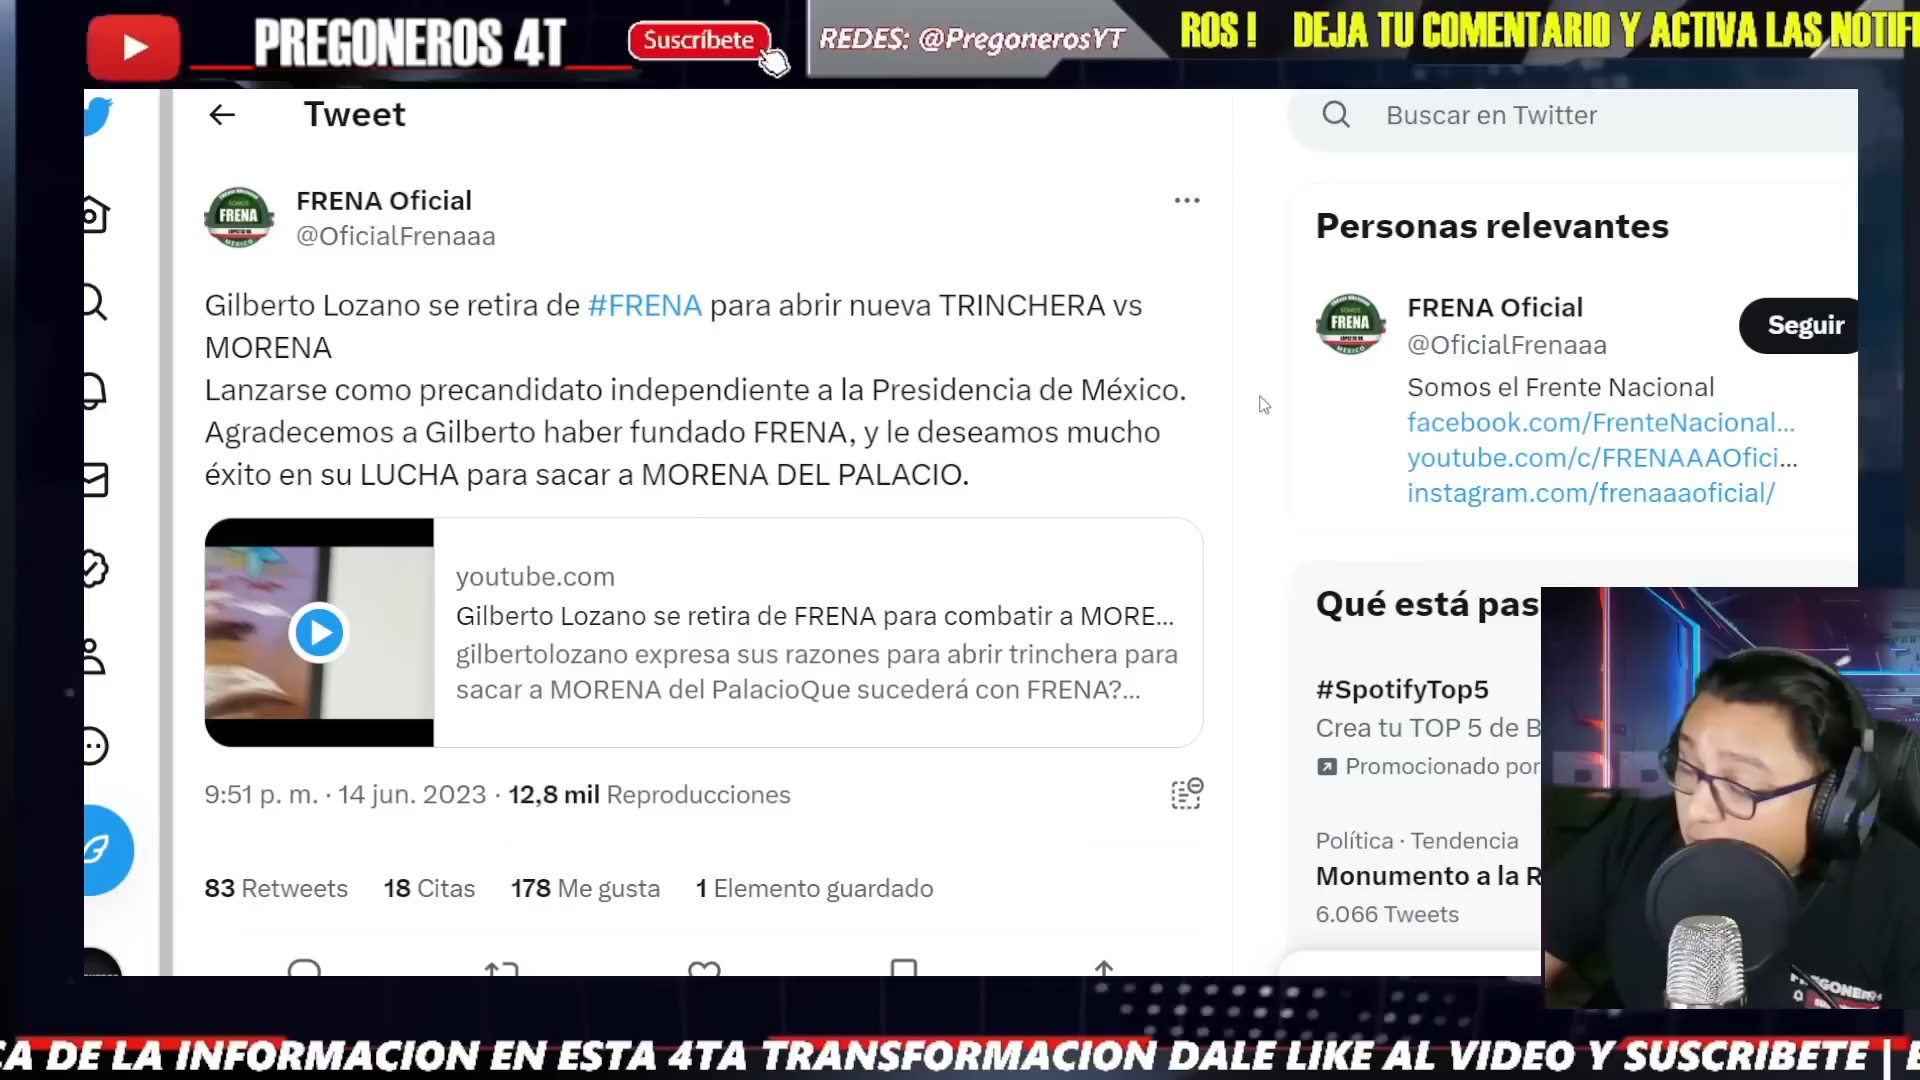 PREGONEROS 4T
Suscríbete
REDES: @PregonerosYT
ROS ! DEJA TU COMENTARIO Y ACTIVA LAS NOTIF
Tweet
Buscar en Twitter
FRENA Oficial
@OficialFrenaaa
Gilberto Lozano se retira de #FRENA para abrir nueva TRINCHERA vs
MORENA
Lanzarse como precandidato independiente a la Presidencia de México.
Agradecemos a Gilberto haber fundado FRENA, y le deseamos mucho
éxito en su LUCHA para sacar a MORENA DEL PALACIO.
youtube.com
Gilberto Lozano se retira de FRENA para combatir a MORE...
gilbertolozano expresa sus razones para abrir trinchera para
sacar a MORENA del PalacioQue sucederá con FRENA?...
9:51 p. m. · 14 jun. 2023 · 12,8 mil Reproducciones
83 Retweets 18 Citas 178 Me gusta 1 Elemento guardado
Personas relevantes
FRENA Oficial
@OficialFrenaaa
Seguir
Somos el Frente Nacional
facebook.com/FrenteNacional...
youtube.com/c/FRENAAAOfici...
instagram.com/frenaaaoficial/
Qué está pas
#SpotifyTop5
Crea tu TOP 5 de B
Promocionado por
Política · Tendencia
Monumento a la R
6.066 Tweets
CA DE LA INFORMACION EN ESTA 4TA TRANSFORMACION DALE LIKE AL VIDEO Y SUSCRIBETE | E